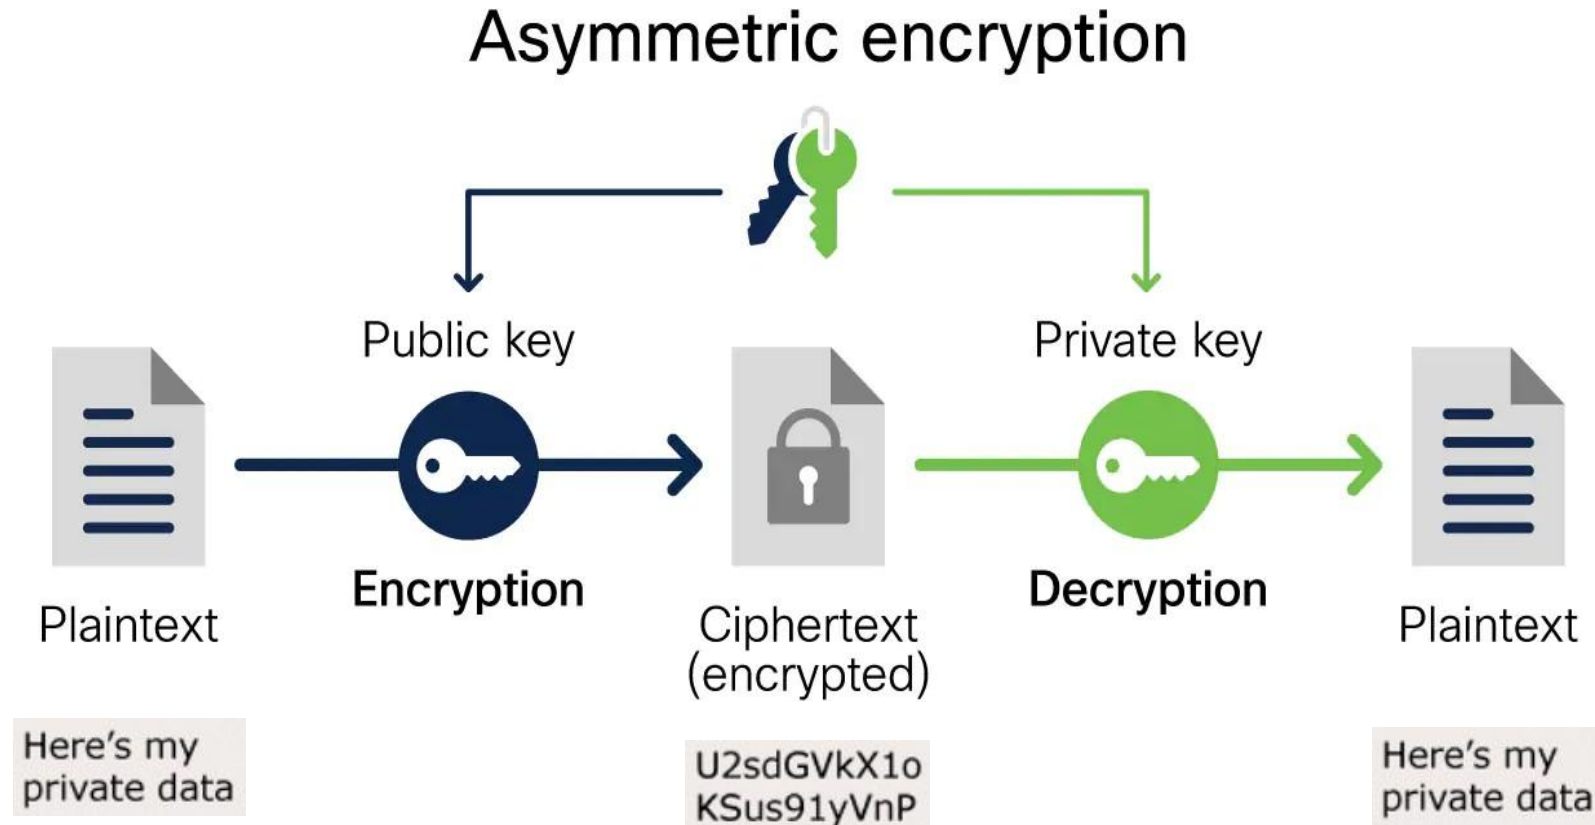 Asymmetric encryption
Public key
Private key
Encryption
Decryption
Plaintext
Ciphertext
(encrypted)
Plaintext
Here's my
private data
U2sdGVkX1o
KSus91yVnP
Here's my
private data